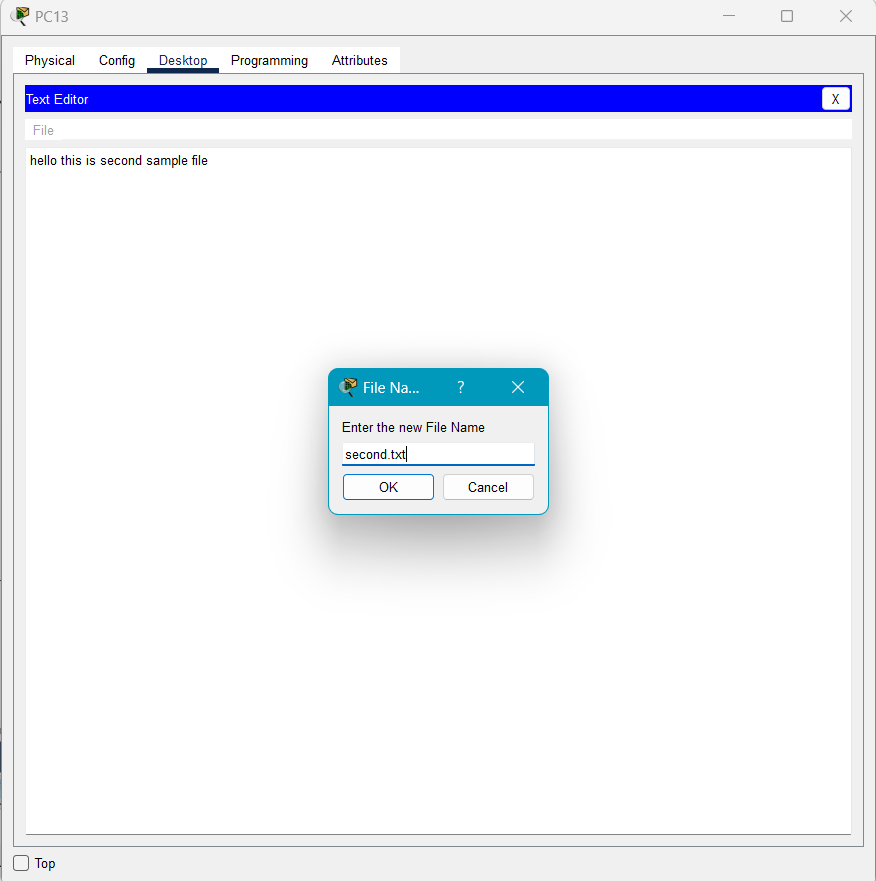 PC13
Physical Config Desktop Programming Attributes
Text Editor X
File
hello this is second sample file
File Na... ?
Enter the new File Name
second.txt
OK Cancel
Top